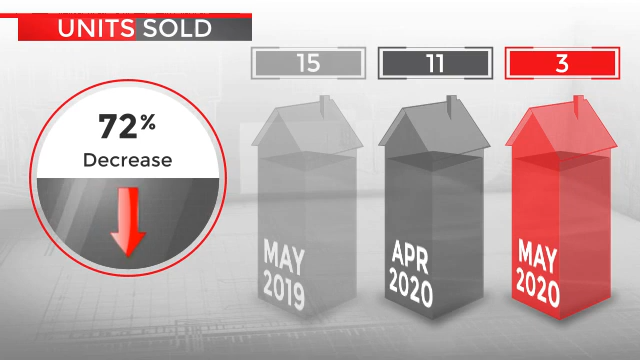 UNITS SOLD
15
11
3
72%
Decrease
MAY
2019
APR
2020
MAY
2020